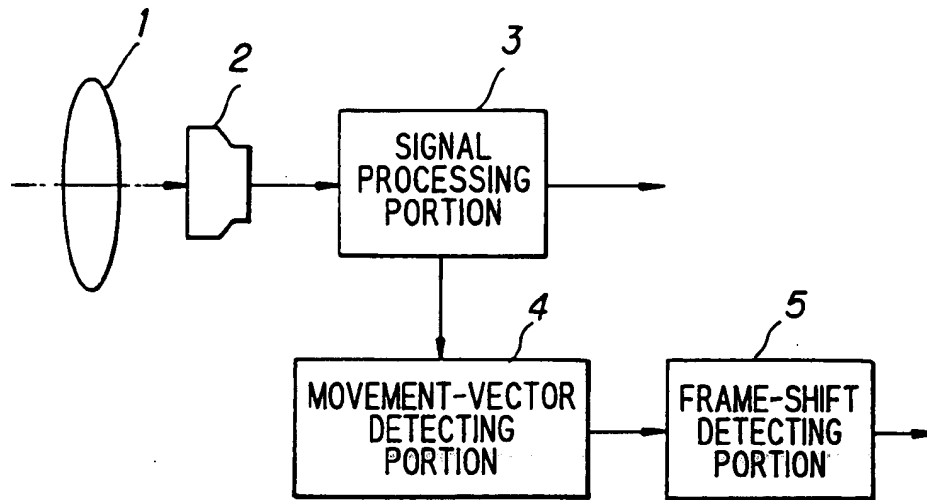 1
2
3
SIGNAL
PROCESSING
PORTION
4
5
MOVEMENT-VECTOR
DETECTING
PORTION
FRAME-SHIFT
DETECTING
PORTION